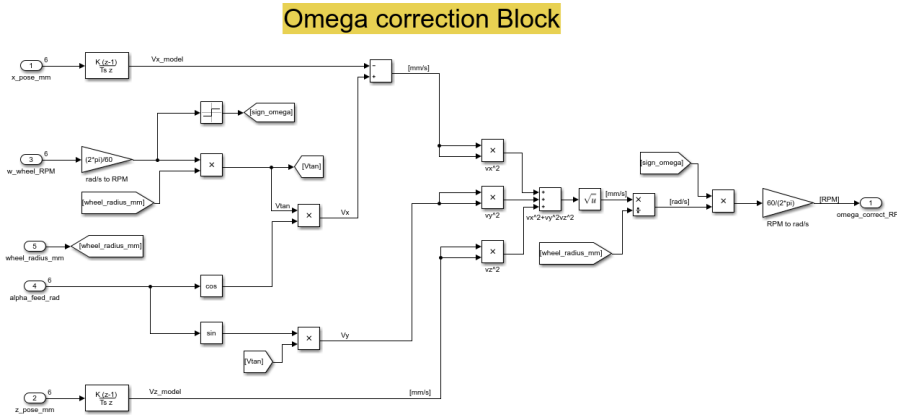 Omega correction Block
1
6
x_pose_mm
K (z-1)
Ts z
Vx_model
−
+
[mm/s]
[sign_omega]
3
6
w_wheel_RPM
(2*pi)/60
rad/s to RPM
×
[Vtan]
[wheel_radius_mm]
Vtan
×
Vx
5
wheel_radius_mm
[wheel_radius_mm]
4
6
alpha_feed_rad
cos
sin
×
Vy
[Vtan]
2
6
z_pose_mm
K (z-1)
Ts z
Vz_model
[mm/s]
×
vx^2
×
vy^2
×
vz^2
+
+
+
vx^2+vy^2vz^2
√u
[mm/s]
[wheel_radius_mm]
×
÷
[rad/s]
[sign_omega]
×
60/(2*pi)
RPM to rad/s
[RPM]
1
omega_correct_RP